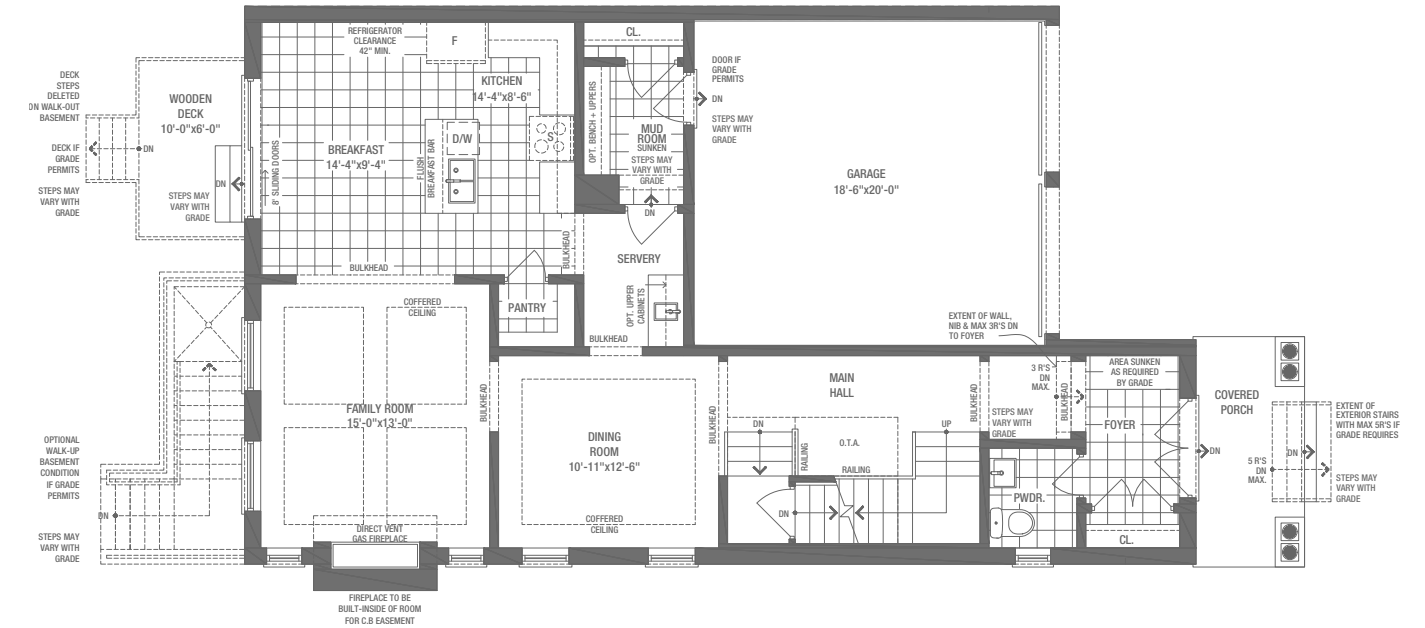 DECK
STEPS
DELETED
ON WALK-OUT
BASEMENT
WOODEN
DECK
10'-0"x6'-0"
DECK IF
GRADE
PERMITS
DN
STEPS MAY
VARY WITH
GRADE
DN
STEPS MAY
VARY WITH
GRADE
8' SLIDING DOORS
REFRIGERATOR
CLEARANCE
42" MIN.
F
KITCHEN
14'-4"x8'-6"
BREAKFAST
14'-4"x9'-4"
FLUSH
BREAKFAST BAR
D/W
S
BULKHEAD
BULKHEAD
CL.
OPT. BENCH + UPPERS
MUD
ROOM
SUNKEN
STEPS MAY
VARY WITH
GRADE
DN
DOOR IF
GRADE
PERMITS
DN
STEPS MAY
VARY WITH
GRADE
GARAGE
18'-6"x20'-0"
SERVERY
OPT. UPPER
CABINETS
BULKHEAD
PANTRY
COFFERED
CEILING
FAMILY ROOM
15'-0"x13'-0"
BULKHEAD
DIRECT VENT
GAS FIREPLACE
FIREPLACE TO BE
BUILT-INSIDE OF ROOM
FOR C.B EASEMENT
OPTIONAL
WALK-UP
BASEMENT
CONDITION
IF GRADE
PERMITS
DN
STEPS MAY
VARY WITH
GRADE
DINING
ROOM
10'-11"x12'-6"
COFFERED
CEILING
BULKHEAD
MAIN
HALL
DN
RAILING
O.T.A.
RAILING
UP
DN
BULKHEAD
EXTENT OF WALL,
NIB & MAX 3R'S DN
TO FOYER
3 R'S
DN
MAX.
BULKHEAD
STEPS MAY
VARY WITH
GRADE
AREA SUNKEN
AS REQUIRED
BY GRADE
FOYER
PWDR.
CL.
COVERED
PORCH
DN
5 R'S
DN
MAX.
DN
EXTENT OF
EXTERIOR STAIRS
WITH MAX 5R'S IF
GRADE REQUIRES
STEPS MAY
VARY WITH
GRADE